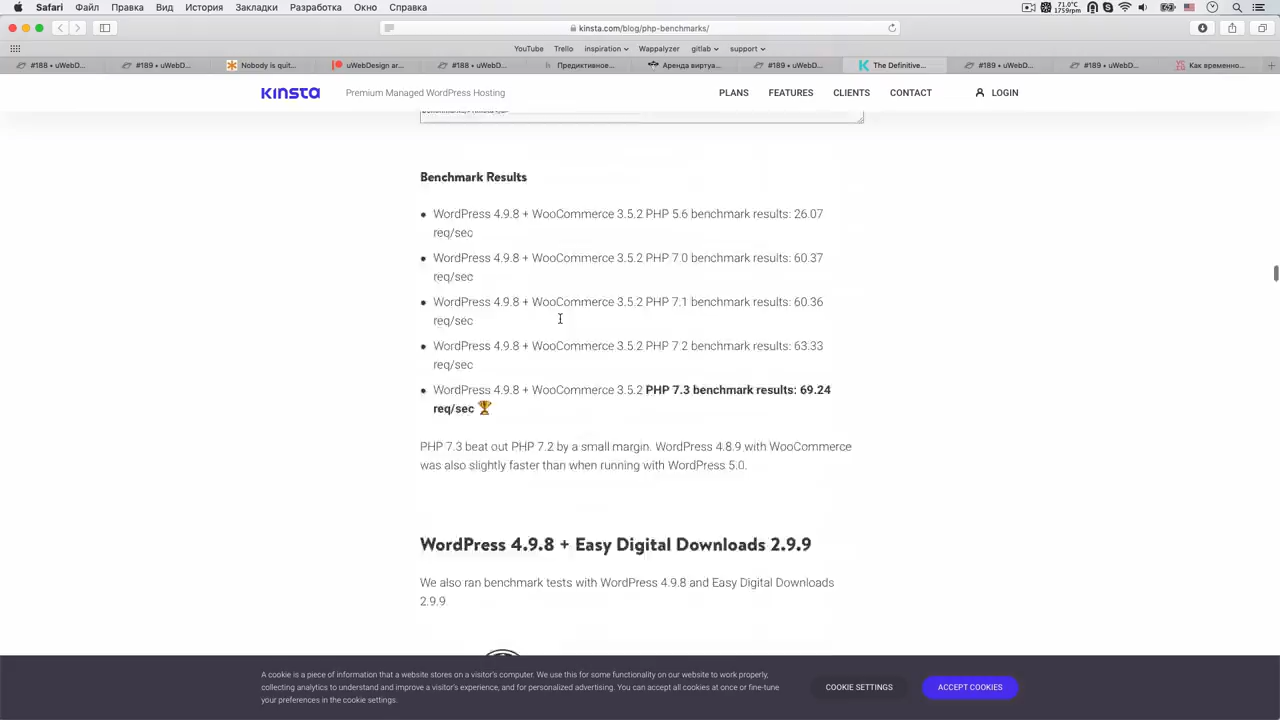 Safari Файл Правка Вид История Закладки Разработка Окно Справка
71.0°C
1759rpm
kinsta.com/blog/php-benchmarks/
YouTube Trello inspiration Wappalyzer gitlab support
#188 • uWebD... #189 • uWebD... Nobody is quit... uWebDesign ar... #188 • uWebD... Предиктивное... Аренда виртуа... #189 • uWebD... The Definitive... #189 • uWebD... #189 • uWebD... Как временно...
KINSTA Premium Managed WordPress Hosting PLANS FEATURES CLIENTS CONTACT LOGIN
Benchmark Results
WordPress 4.9.8 + WooCommerce 3.5.2 PHP 5.6 benchmark results: 26.07
req/sec
WordPress 4.9.8 + WooCommerce 3.5.2 PHP 7.0 benchmark results: 60.37
req/sec
WordPress 4.9.8 + WooCommerce 3.5.2 PHP 7.1 benchmark results: 60.36
req/sec
WordPress 4.9.8 + WooCommerce 3.5.2 PHP 7.2 benchmark results: 63.33
req/sec
WordPress 4.9.8 + WooCommerce 3.5.2 PHP 7.3 benchmark results: 69.24
req/sec 🏆
PHP 7.3 beat out PHP 7.2 by a small margin. WordPress 4.8.9 with WooCommerce
was also slightly faster than when running with WordPress 5.0.
WordPress 4.9.8 + Easy Digital Downloads 2.9.9
We also ran benchmark tests with WordPress 4.9.8 and Easy Digital Downloads
2.9.9
A cookie is a piece of information that a website stores on a visitor's computer. We use this for some functionality on our website to work properly,
collecting analytics to understand and improve a visitor's experience, and for personalized advertising. You can accept all cookies at once or fine-tune
your preferences in the cookie settings.
COOKIE SETTINGS ACCEPT COOKIES